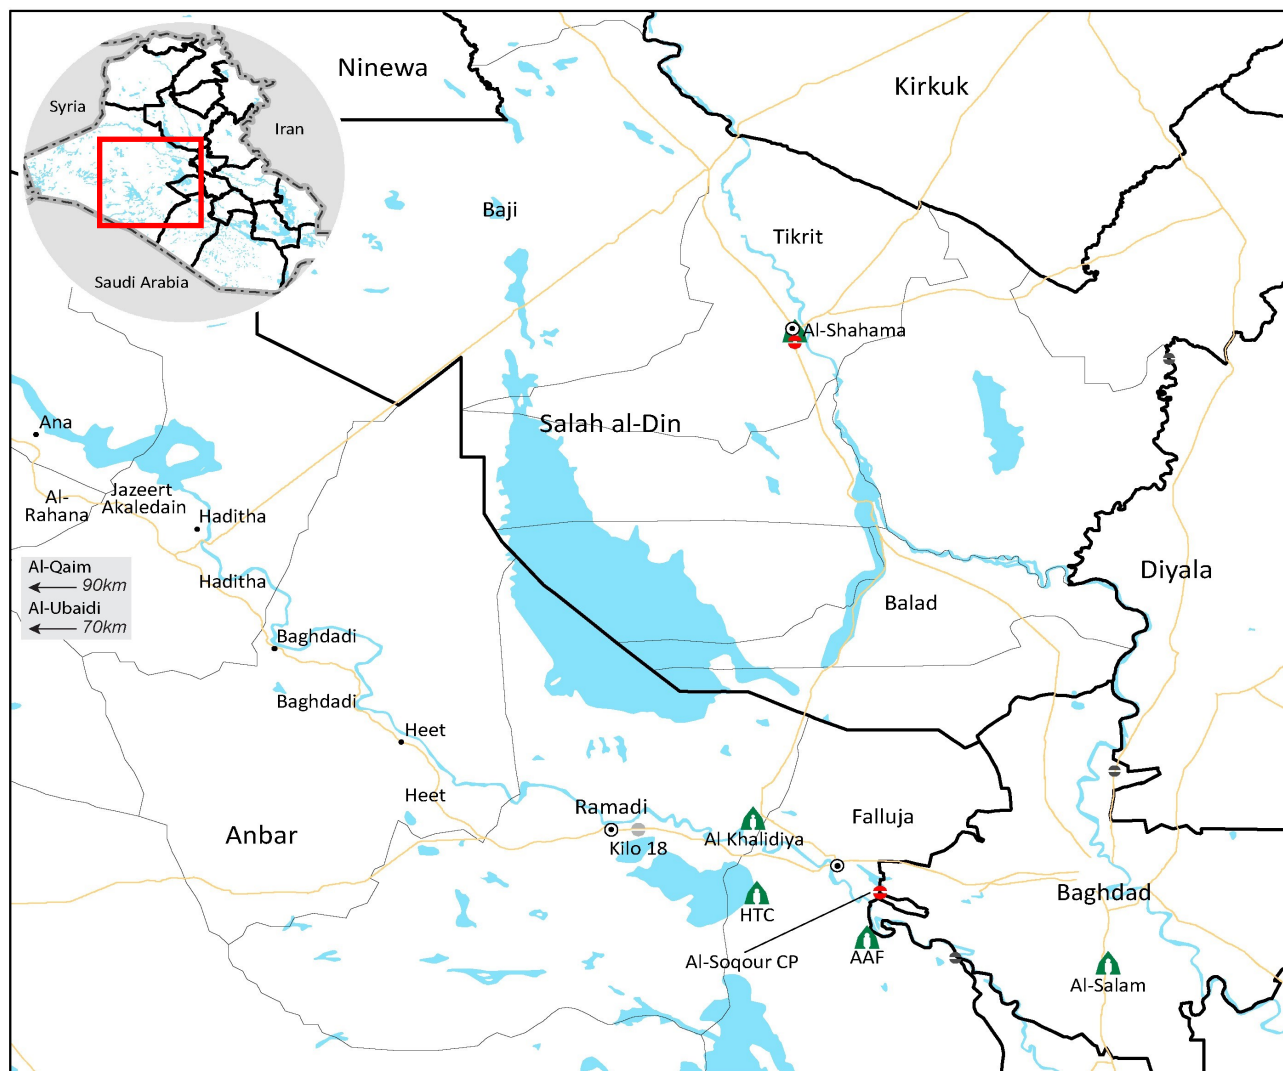 Ninewa
Kirkuk
Syria
Iran
Saudi Arabia
Baji
Tikrit
Al-Shahama
Ana
Salah al-Din
Al-
Rahana
Jazeert
Akaledain
Haditha
Al-Qaim
90km
Al-Ubaidi
70km
Haditha
Diyala
Balad
Baghdadi
Baghdadi
Heet
Heet
Ramadi
Anbar
Kilo 18
Al Khalidiya
Falluja
Baghdad
HTC
Al-Soqour CP
AAF
Al-Salam